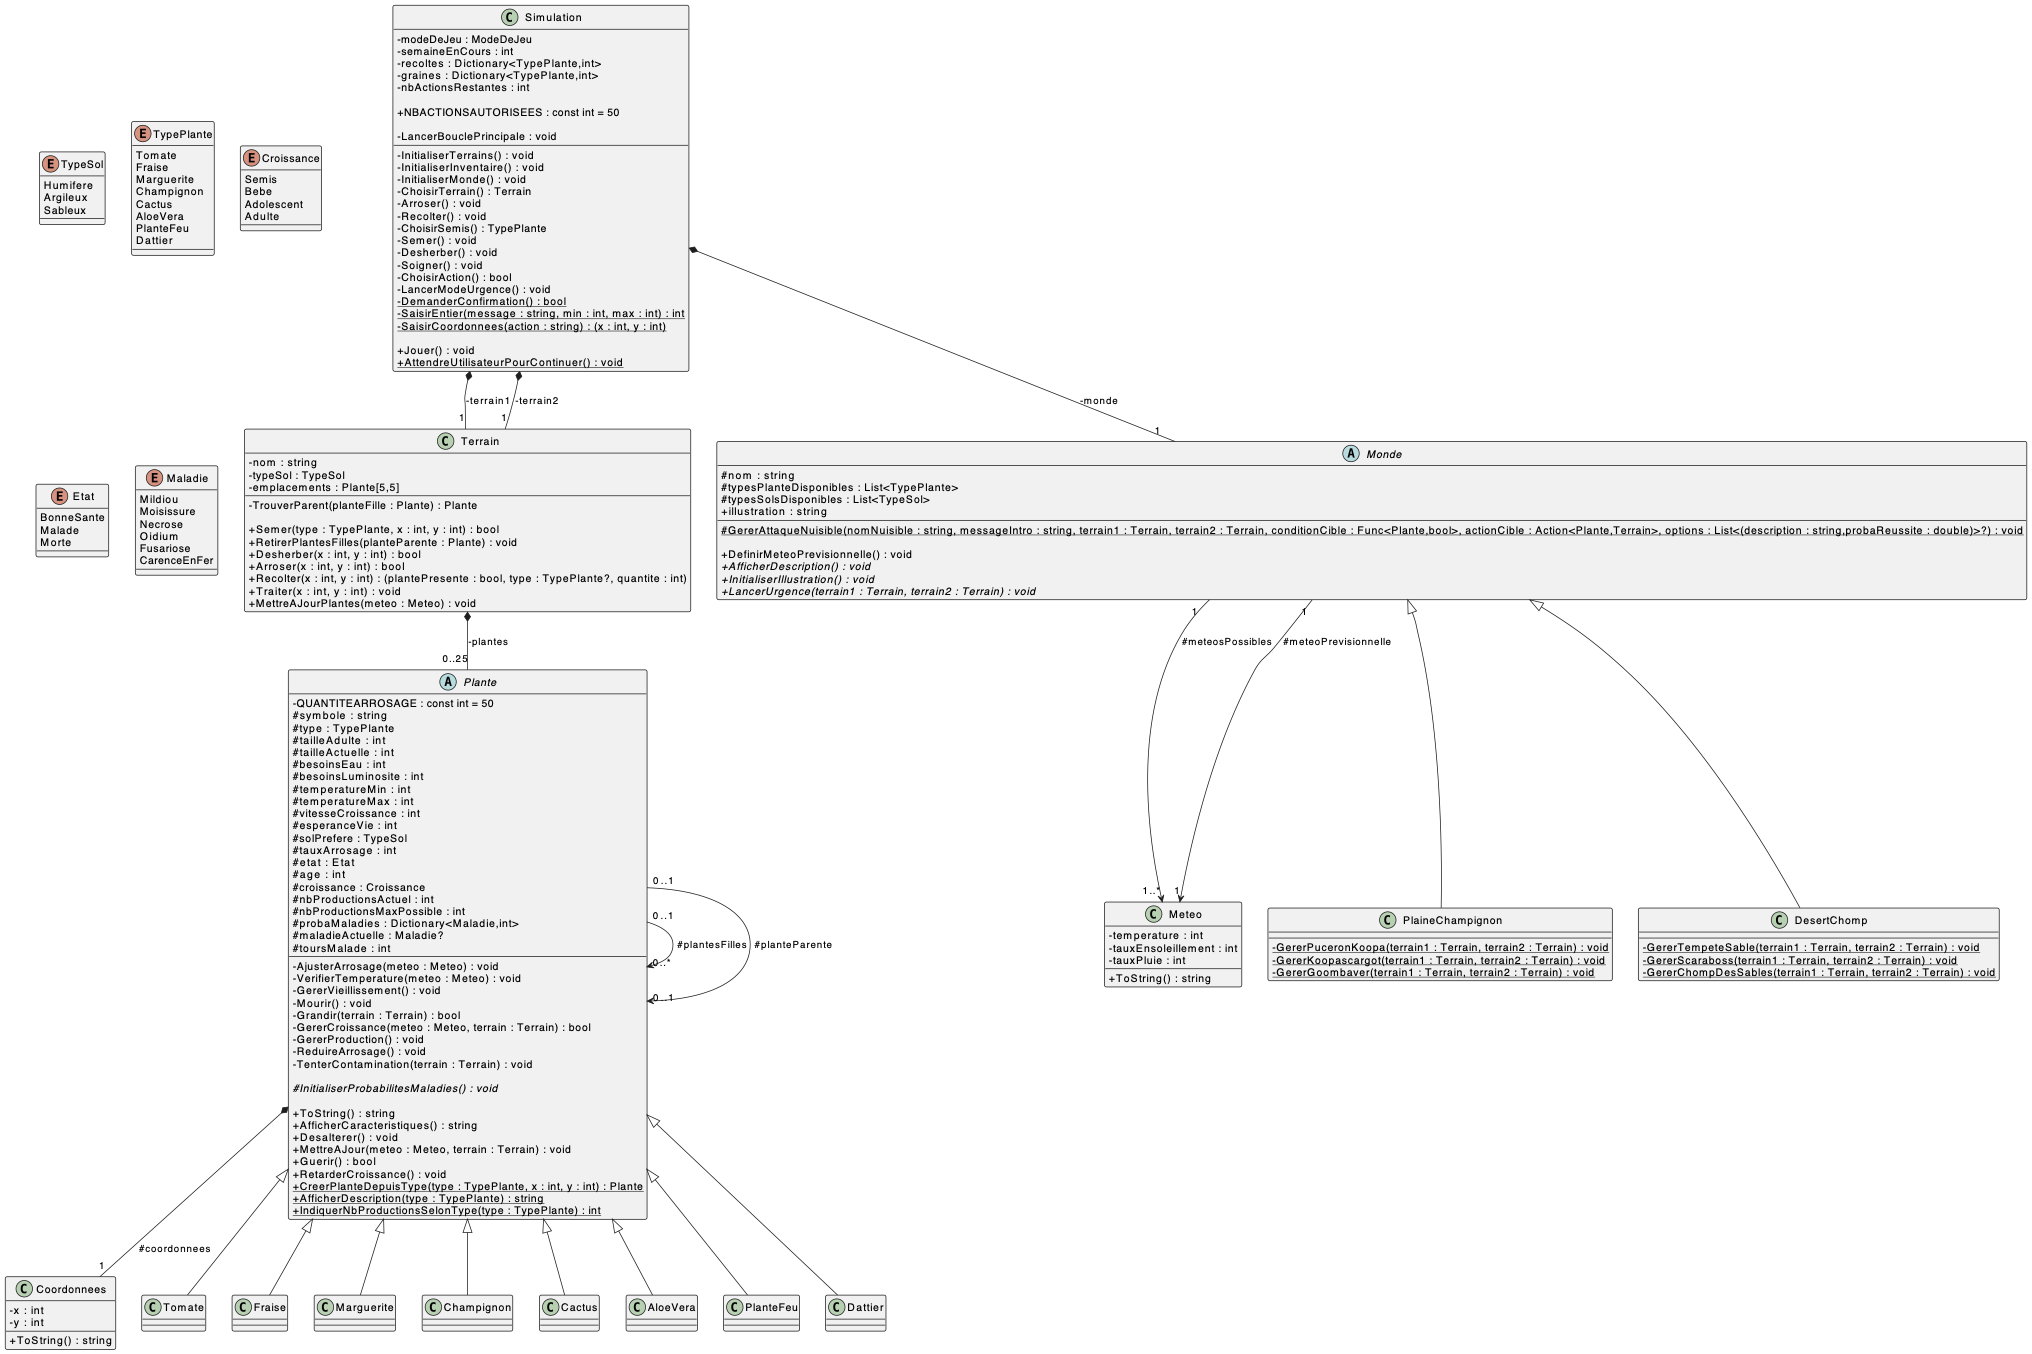 Simulation
-modeDeJeu : ModeDeJeu
-semaineEnCours : int
-recoltes : Dictionary<TypePlante,int>
-graines : Dictionary<TypePlante,int>
-nbActionsRestantes : int
+NBACTIONSAUTORISEES : const int = 50
-LancerBouclePrincipale : void
-InitialiserTerrains() : void
-InitialiserInventaire() : void
-InitialiserMonde() : void
-ChoisirTerrain() : Terrain
-Arroser() : void
-Recolter() : void
-ChoisirSemis() : TypePlante
-Semer() : void
-Desherber() : void
-Soigner() : void
-ChoisirAction() : bool
-LancerModeUrgence() : void
-DemanderConfirmation() : bool
-SaisirEntier(message : string, min : int, max : int) : int
-SaisirCoordonnees(action : string) : (x : int, y : int)
+Jouer() : void
+AttendreUtilisateurPourContinuer() : void
TypeSol
Humifere
Argileux
Sableux
TypePlante
Tomate
Fraise
Marguerite
Champignon
Cactus
AloeVera
PlanteFeu
Dattier
Croissance
Semis
Bebe
Adolescent
Adulte
-terrain1
-terrain2
-monde
1
1
1
Etat
BonneSante
Malade
Morte
Maladie
Mildiou
Moisissure
Necrose
Oidium
Fusariose
CarenceEnFer
Terrain
-nom : string
-typeSol : TypeSol
-emplacements : Plante[5,5]
-TrouverParent(planteFille : Plante) : Plante
+Semer(type : TypePlante, x : int, y : int) : bool
+RetirerPlantesFilles(planteParente : Plante) : void
+Desherber(x : int, y : int) : bool
+Arroser(x : int, y : int) : bool
+Recolter(x : int, y : int) : (plantePresente : bool, type : TypePlante?, quantite : int)
+Traiter(x : int, y : int) : void
+MettreAJourPlantes(meteo : Meteo) : void
Monde
#nom : string
#typesPlanteDisponibles : List<TypePlante>
#typesSolsDisponibles : List<TypeSol>
+illustration : string
#GererAttaqueNuisible(nomNuisible : string, messageIntro : string, terrain1 : Terrain, terrain2 : Terrain, conditionCible : Func<Plante,bool>, actionCible : Action<Plante,Terrain>, options : List<(description : string,probaReussite : double)>?) : void
+DefinirMeteoPrevisionnelle() : void
+AfficherDescription() : void
+InitialiserIllustration() : void
+LancerUrgence(terrain1 : Terrain, terrain2 : Terrain) : void
-plantes
0..25
1
1
#meteosPossibles
#meteoPrevisionnelle
1..*
1
Plante
-QUANTITEARROSAGE : const int = 50
#symbole : string
#type : TypePlante
#tailleAdulte : int
#tailleActuelle : int
#besoinsEau : int
#besoinsLuminosite : int
#temperatureMin : int
#temperatureMax : int
#vitesseCroissance : int
#esperanceVie : int
#solPrefere : TypeSol
#tauxArrosage : int
#etat : Etat
#age : int
#croissance : Croissance
#nbProductionsActuel : int
#nbProductionsMaxPossible : int
#probaMaladies : Dictionary<Maladie,int>
#maladieActuelle : Maladie?
#toursMalade : int
-AjusterArrosage(meteo : Meteo) : void
-VerifierTemperature(meteo : Meteo) : void
-GererVieillissement() : void
-Mourir() : void
-Grandir(terrain : Terrain) : bool
-GererCroissance(meteo : Meteo, terrain : Terrain) : bool
-GererProduction() : void
-ReduireArrosage() : void
-TenterContamination(terrain : Terrain) : void
#InitialiserProbabilitesMaladies() : void
+ToString() : string
+AfficherCaracteristiques() : string
+Desalterer() : void
+MettreAJour(meteo : Meteo, terrain : Terrain) : void
+Guerir() : bool
+RetarderCroissance() : void
+CreerPlanteDepuisType(type : TypePlante, x : int, y : int) : Plante
+AfficherDescription(type : TypePlante) : string
+IndiquerNbProductionsSelonType(type : TypePlante) : int
0..1
0..1
#plantesFilles
#planteParente
0..*
0..1
Meteo
-temperature : int
-tauxEnsoleillement : int
-tauxPluie : int
+ToString() : string
PlaineChampignon
-GererPuceronKoopa(terrain1 : Terrain, terrain2 : Terrain) : void
-GererKoopascargot(terrain1 : Terrain, terrain2 : Terrain) : void
-GererGoombaver(terrain1 : Terrain, terrain2 : Terrain) : void
DesertChomp
-GererTempeteSable(terrain1 : Terrain, terrain2 : Terrain) : void
-GererScaraboss(terrain1 : Terrain, terrain2 : Terrain) : void
-GererChompDesSables(terrain1 : Terrain, terrain2 : Terrain) : void
#coordonnees
1
Coordonnees
-x : int
-y : int
+ToString() : string
Tomate
Fraise
Marguerite
Champignon
Cactus
AloeVera
PlanteFeu
Dattier